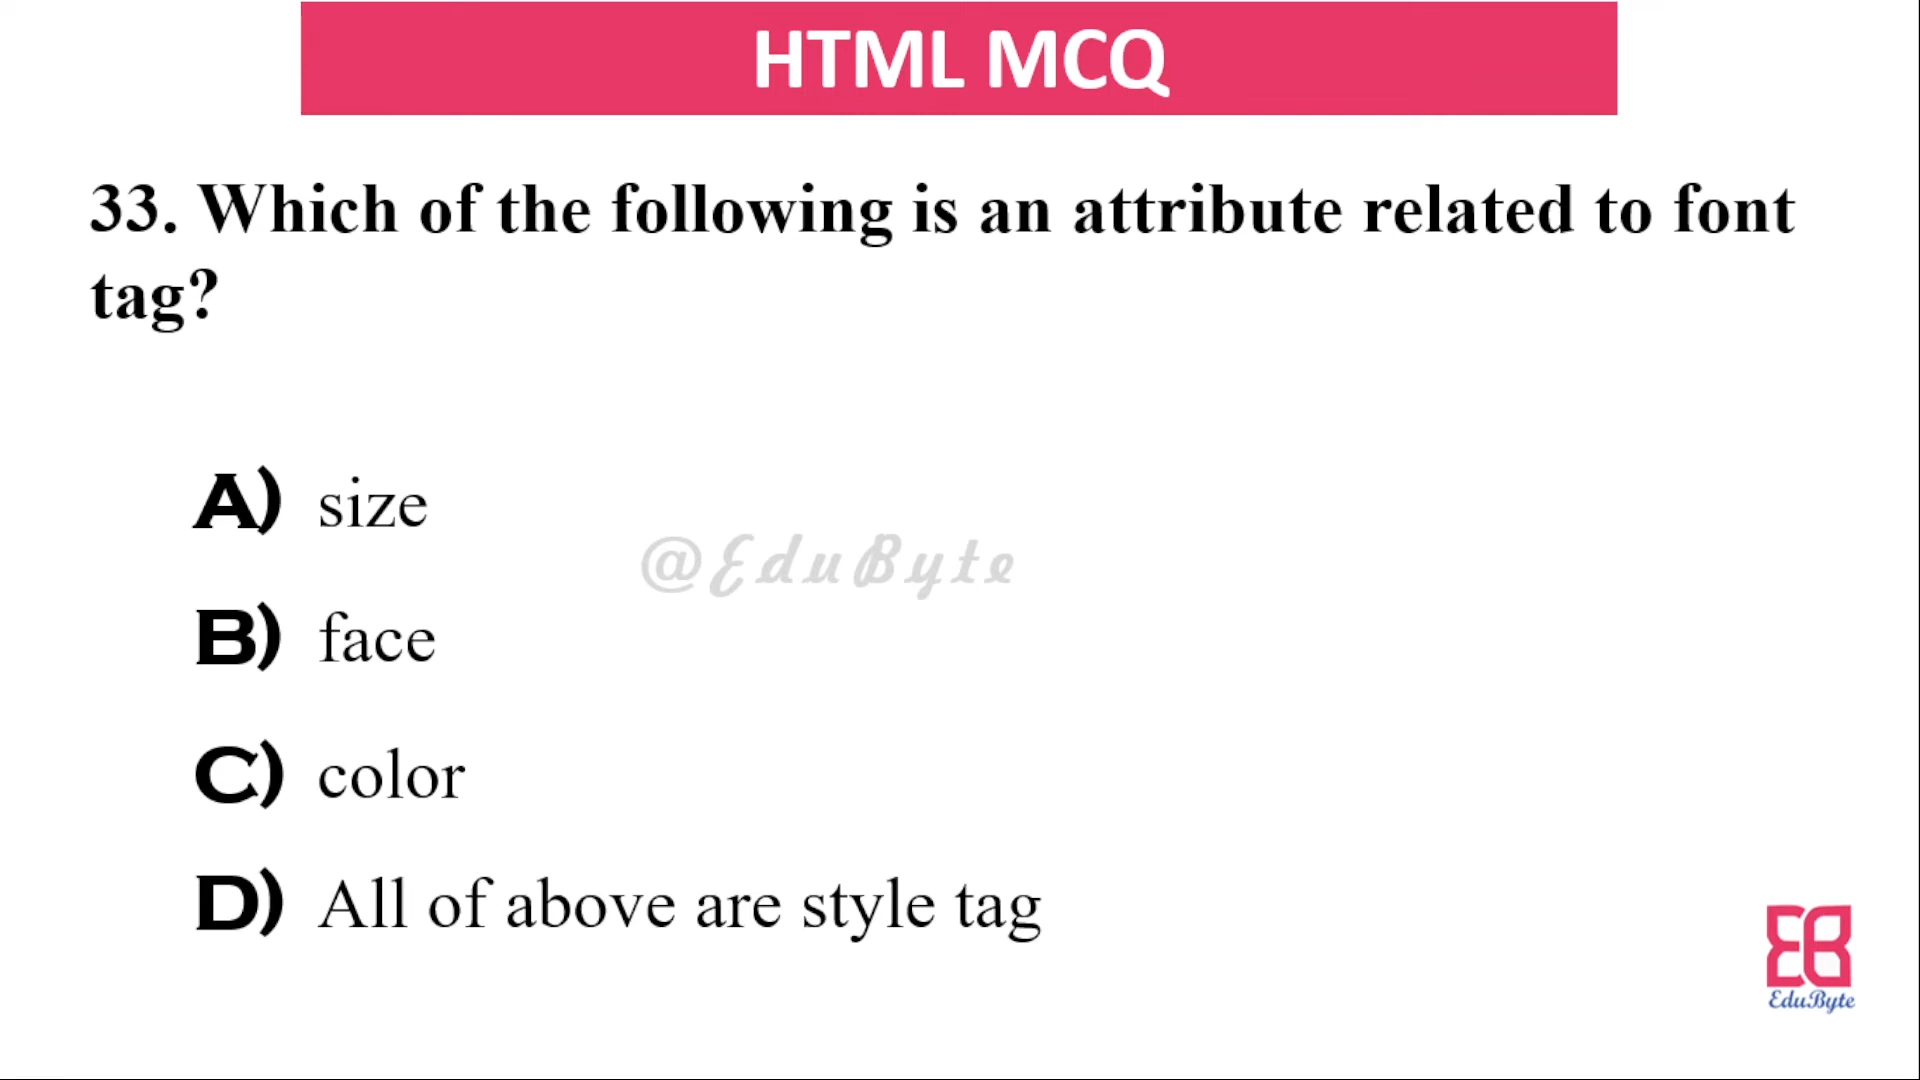 HTML MCQ
33. Which of the following is an attribute related to font
tag?
A) size
@EduByte
B) face
C) color
D) All of above are style tag
EB
EduByte